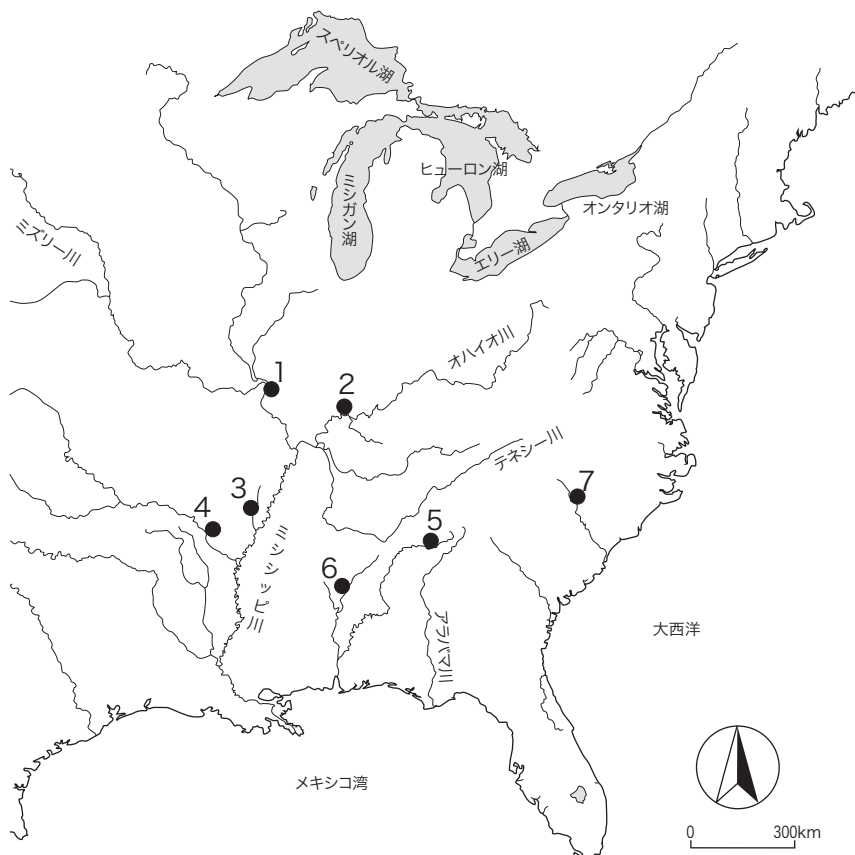 スペリオル湖
ヒューロン湖
ミシガン湖
オンタリオ湖
エリー湖
ミズリー川
オハイオ川
1
2
テネシー川
3
4
7
5
ミシシッピ川
6
アラバマ川
大西洋
メキシコ湾
0 300km